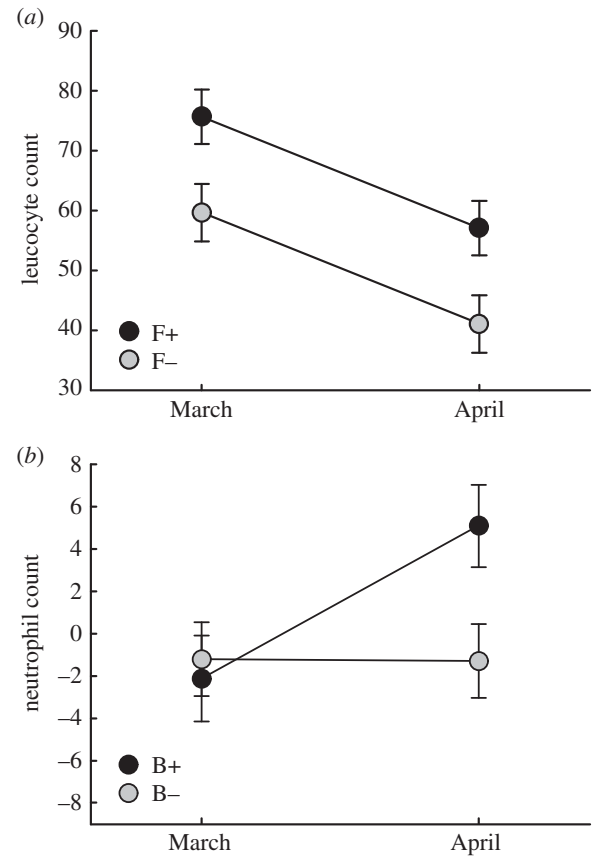 (a)
90
80
70
60
50
40
30
leucocyte count
F+
F–
March April
(b)
8
6
4
2
0
–2
–4
–6
–8
neutrophil count
B+
B–
March April